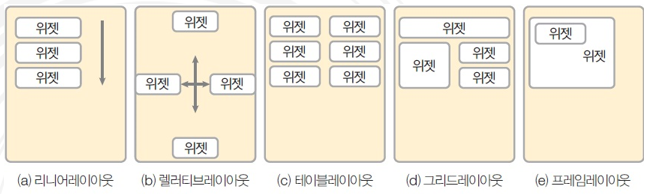 위젯
위젯
위젯
(a) 리니어레이아웃
위젯
위젯 위젯
위젯
(b) 렐러티브레이아웃
위젯 위젯
위젯 위젯
위젯 위젯
(c) 테이블레이아웃
위젯
위젯 위젯
위젯
(d) 그리드레이아웃
위젯
위젯
(e) 프레임레이아웃